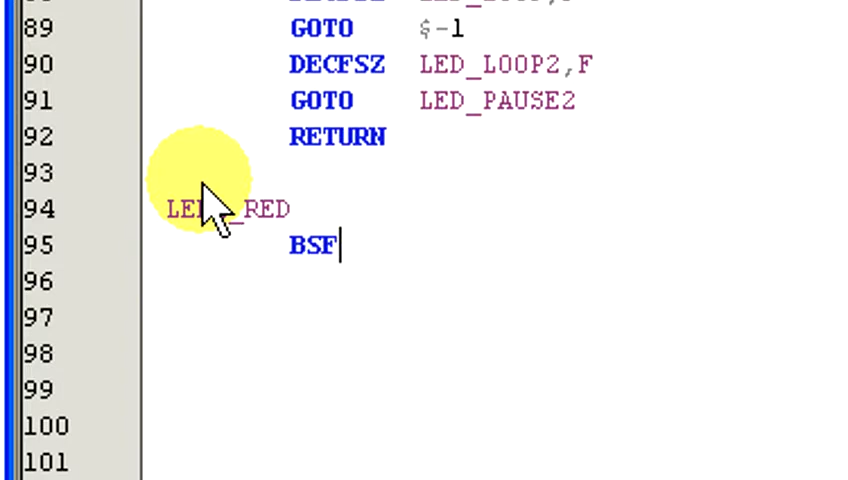 89 GOTO $-1
90 DECFSZ LED_LOOP2,F
91 GOTO LED_PAUSE2
92 RETURN
93
94 LED_RED
95 BSF
96
97
98
99
100
101